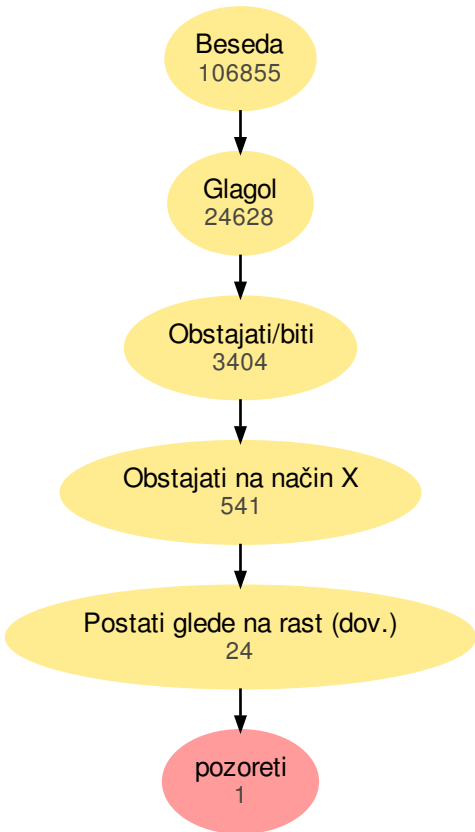 Beseda
106855
Glagol
24628
Obstajati/biti
3404
Obstajati na način X
541
Postati glede na rast (dov.)
24
pozoreti
1